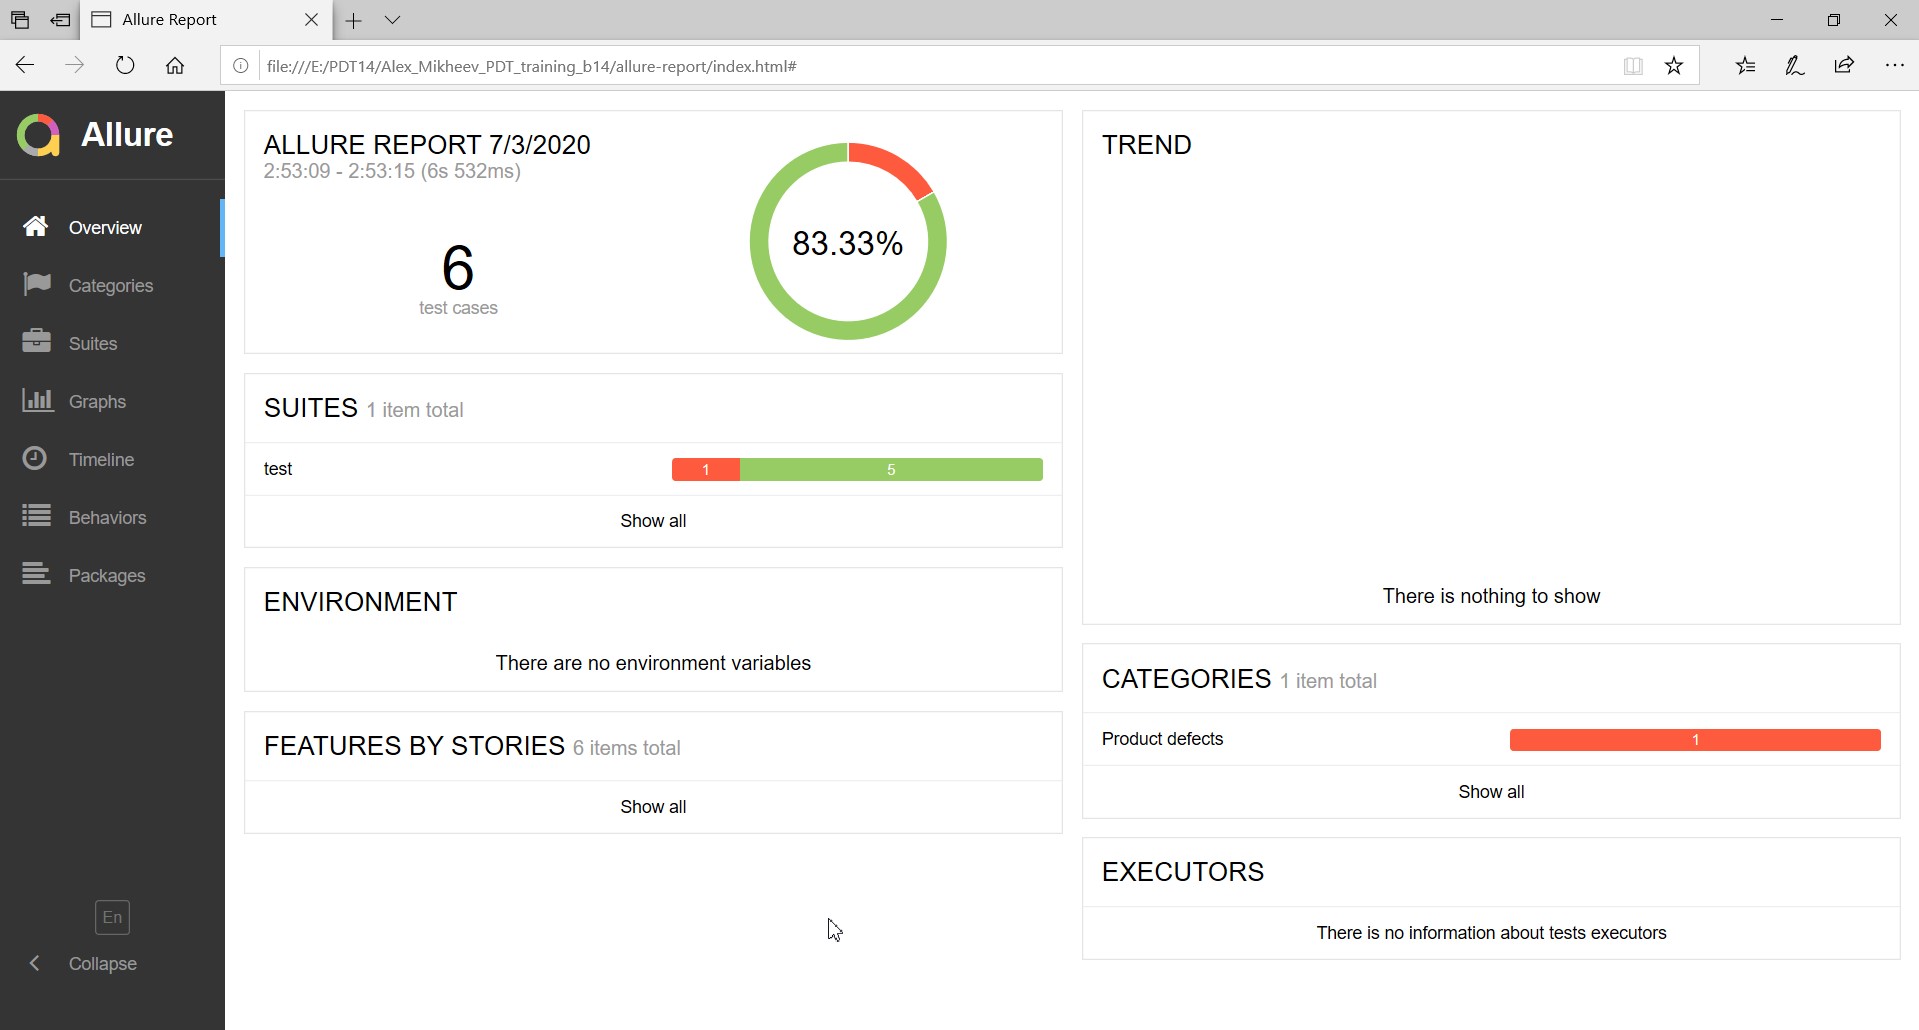 Allure Report
file:///E:/PDT14/Alex_Mikheev_PDT_training_b14/allure-report/index.html#
Allure
Overview
Categories
Suites
Graphs
Timeline
Behaviors
Packages
En
Collapse
ALLURE REPORT 7/3/2020
2:53:09 - 2:53:15 (6s 532ms)
6
test cases
83.33%
SUITES 1 item total
test 1 5
Show all
ENVIRONMENT
There are no environment variables
FEATURES BY STORIES 6 items total
Show all
TREND
There is nothing to show
CATEGORIES 1 item total
Product defects 1
Show all
EXECUTORS
There is no information about tests executors